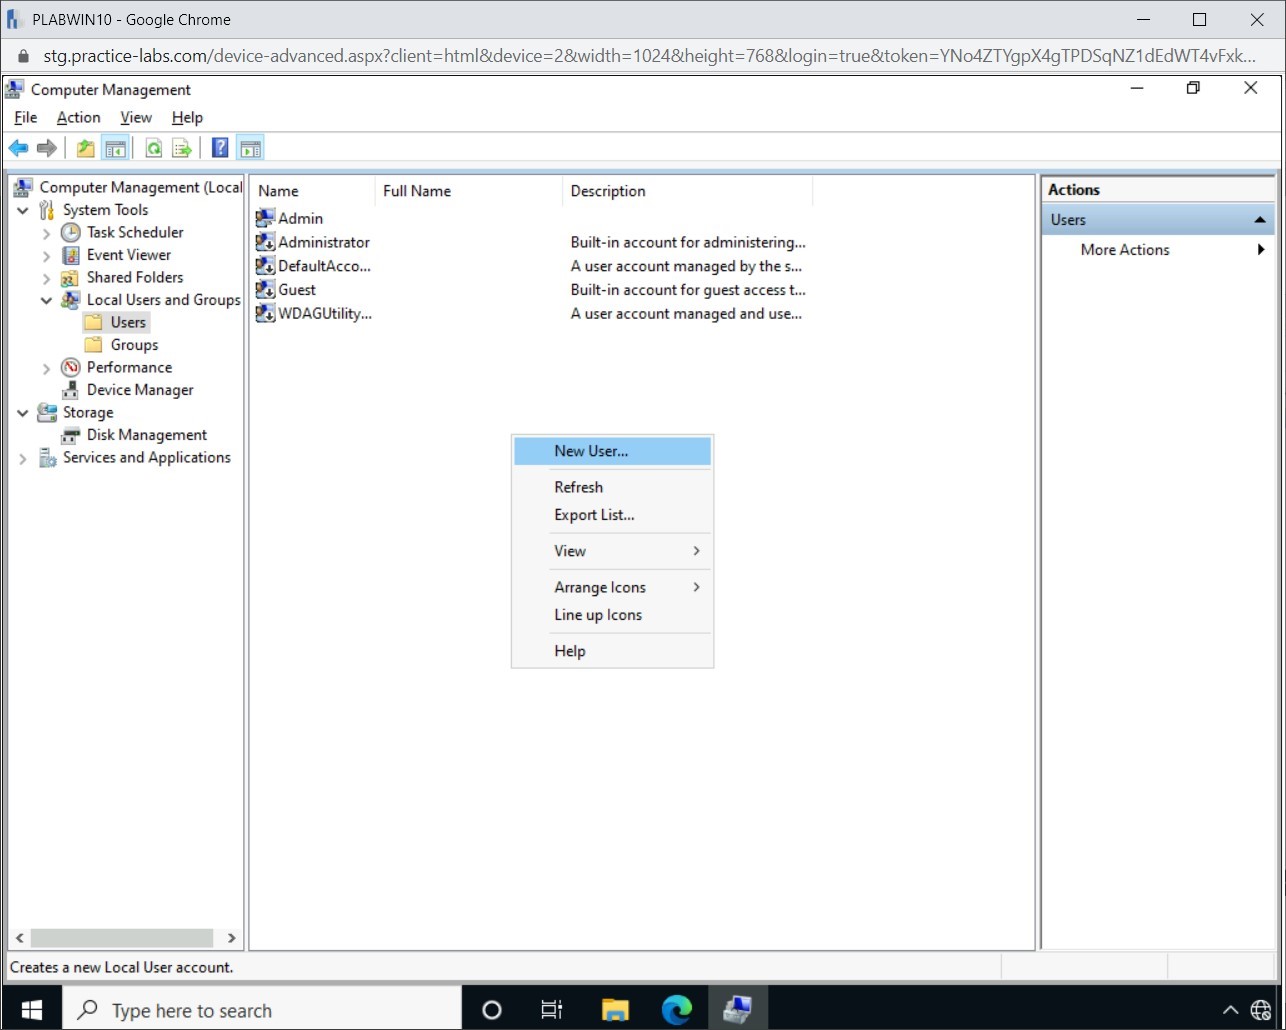 PLABWIN10 - Google Chrome
stg.practice-labs.com/device-advanced.aspx?client=html&device=2&width=1024&height=768&login=true&token=YNo4ZTYgpX4gTPDSqNZ1dEdWT4vFxk...
Computer Management
File Action View Help
Computer Management (Local
System Tools
Task Scheduler
Event Viewer
Shared Folders
Local Users and Groups
Users
Groups
Performance
Device Manager
Storage
Disk Management
Services and Applications
Name Full Name Description
Admin
Administrator Built-in account for administering...
DefaultAcco... A user account managed by the s...
Guest Built-in account for guest access t...
WDAGUtility... A user account managed and use...
New User...
Refresh
Export List...
View
Arrange Icons
Line up Icons
Help
Actions
Users
More Actions
Creates a new Local User account.
Type here to search